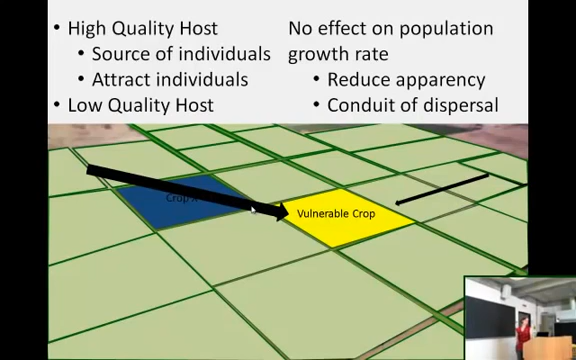 • High Quality Host
• Source of individuals
• Attract individuals
• Low Quality Host
No effect on population
growth rate
• Reduce apparency
• Conduit of dispersal
Crop
Vulnerable Crop